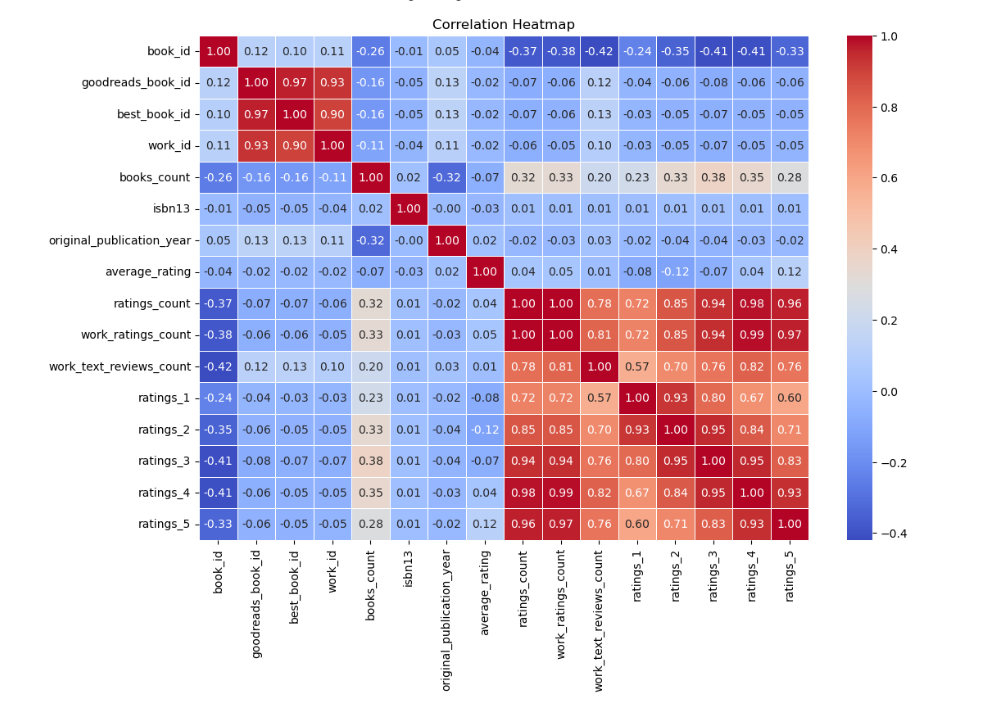 Correlation Heatmap
book_id 1.00 0.12 0.10 0.11 -0.26 -0.01 0.05 -0.04 -0.37 -0.38 -0.42 -0.24 -0.35 -0.41 -0.41 -0.33
goodreads_book_id 0.12 1.00 0.97 0.93 -0.16 -0.05 0.13 -0.02 -0.07 -0.06 0.12 -0.04 -0.06 -0.08 -0.06 -0.06
best_book_id 0.10 0.97 1.00 0.90 -0.16 -0.05 0.13 -0.02 -0.07 -0.06 0.13 -0.03 -0.05 -0.07 -0.05 -0.05
work_id 0.11 0.93 0.90 1.00 -0.11 -0.04 0.11 -0.02 -0.06 -0.05 0.10 -0.03 -0.05 -0.07 -0.05 -0.05
books_count -0.26 -0.16 -0.16 -0.11 1.00 0.02 -0.32 -0.07 0.32 0.33 0.20 0.23 0.33 0.38 0.35 0.28
isbn13 -0.01 -0.05 -0.05 -0.04 0.02 1.00 -0.00 -0.03 0.01 0.01 0.01 0.01 0.01 0.01 0.01 0.01
original_publication_year 0.05 0.13 0.13 0.11 -0.32 -0.00 1.00 0.02 -0.02 -0.03 0.03 -0.02 -0.04 -0.04 -0.03 -0.02
average_rating -0.04 -0.02 -0.02 -0.02 -0.07 -0.03 0.02 1.00 0.04 0.05 0.01 -0.08 -0.12 -0.07 0.04 0.12
ratings_count -0.37 -0.07 -0.07 -0.06 0.32 0.01 -0.02 0.04 1.00 1.00 0.78 0.72 0.85 0.94 0.98 0.96
work_ratings_count -0.38 -0.06 -0.06 -0.05 0.33 0.01 -0.03 0.05 1.00 1.00 0.81 0.72 0.85 0.94 0.99 0.97
work_text_reviews_count -0.42 0.12 0.13 0.10 0.20 0.01 0.03 0.01 0.78 0.81 1.00 0.57 0.70 0.76 0.82 0.76
ratings_1 -0.24 -0.04 -0.03 -0.03 0.23 0.01 -0.02 -0.08 0.72 0.72 0.57 1.00 0.93 0.80 0.67 0.60
ratings_2 -0.35 -0.06 -0.05 -0.05 0.33 0.01 -0.04 -0.12 0.85 0.85 0.70 0.93 1.00 0.95 0.84 0.71
ratings_3 -0.41 -0.08 -0.07 -0.07 0.38 0.01 -0.04 -0.07 0.94 0.94 0.76 0.80 0.95 1.00 0.95 0.83
ratings_4 -0.41 -0.06 -0.05 -0.05 0.35 0.01 -0.03 0.04 0.98 0.99 0.82 0.67 0.84 0.95 1.00 0.93
ratings_5 -0.33 -0.06 -0.05 -0.05 0.28 0.01 -0.02 0.12 0.96 0.97 0.76 0.60 0.71 0.83 0.93 1.00
book_id
goodreads_book_id
best_book_id
work_id
books_count
isbn13
original_publication_year
average_rating
ratings_count
work_ratings_count
work_text_reviews_count
ratings_1
ratings_2
ratings_3
ratings_4
ratings_5
1.0
0.8
0.6
0.4
0.2
0.0
−0.2
−0.4